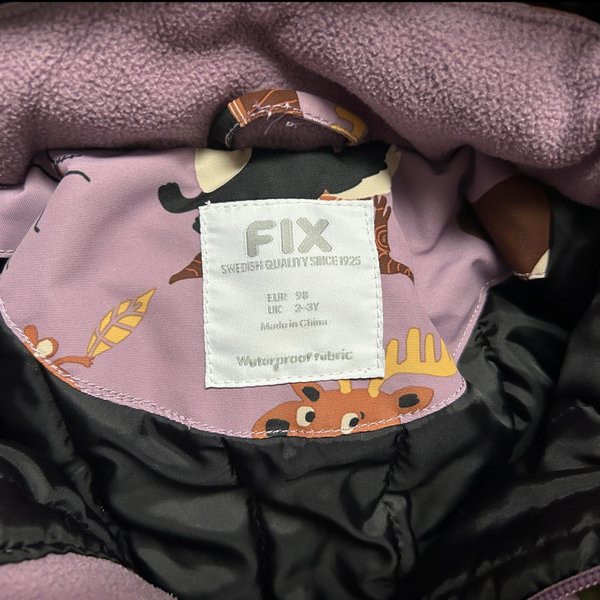 FIX
SWEDISH QUALITY SINCE 1925
EUR 98
UK 2-3Y
Made in China
Waterproof fabric